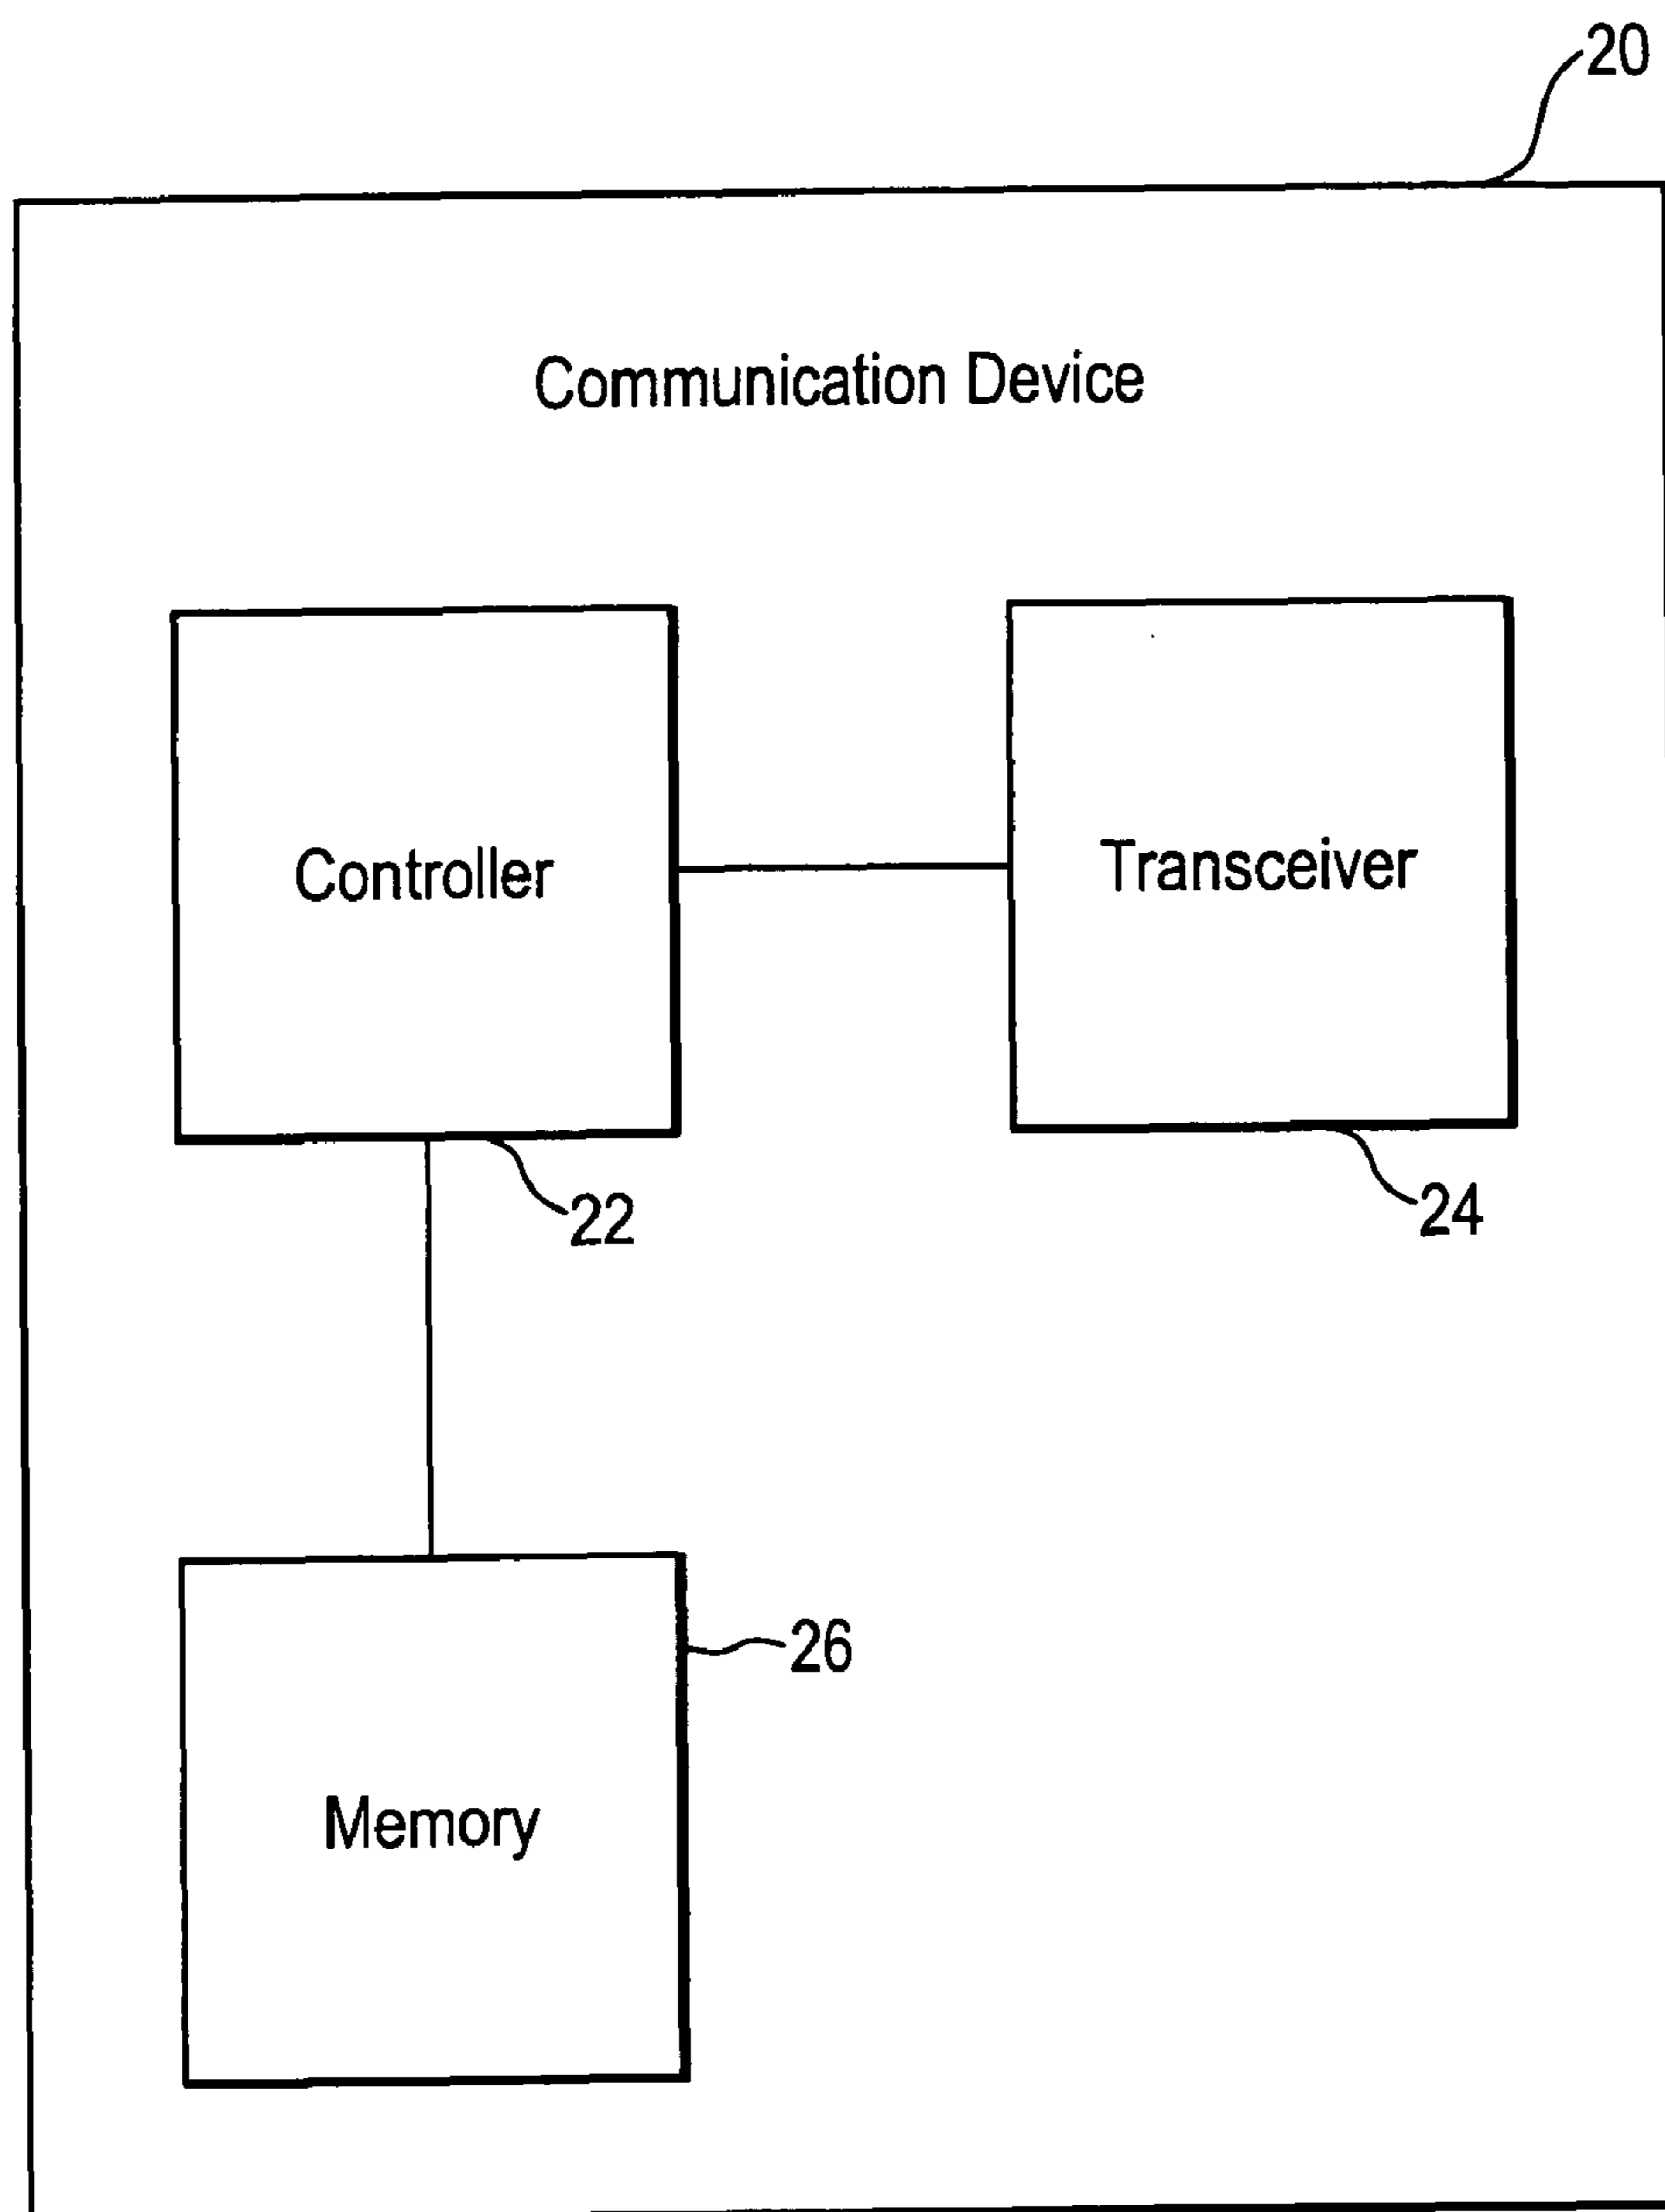 20
Communication Device
Controller
Transceiver
22
24
26
Memory